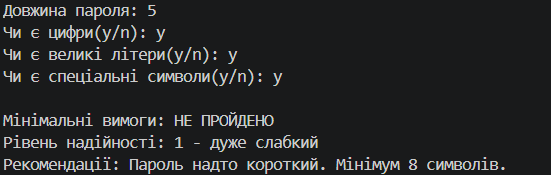 Довжина пароля: 5
Чи є цифри(y/n): y
Чи є великі літери(y/n): y
Чи є спеціальні символи(y/n): y
Мінімальні вимоги: НЕ ПРОЙДЕНО
Рівень надійності: 1 - дуже слабкий
Рекомендації: Пароль надто короткий. Мінімум 8 символів.